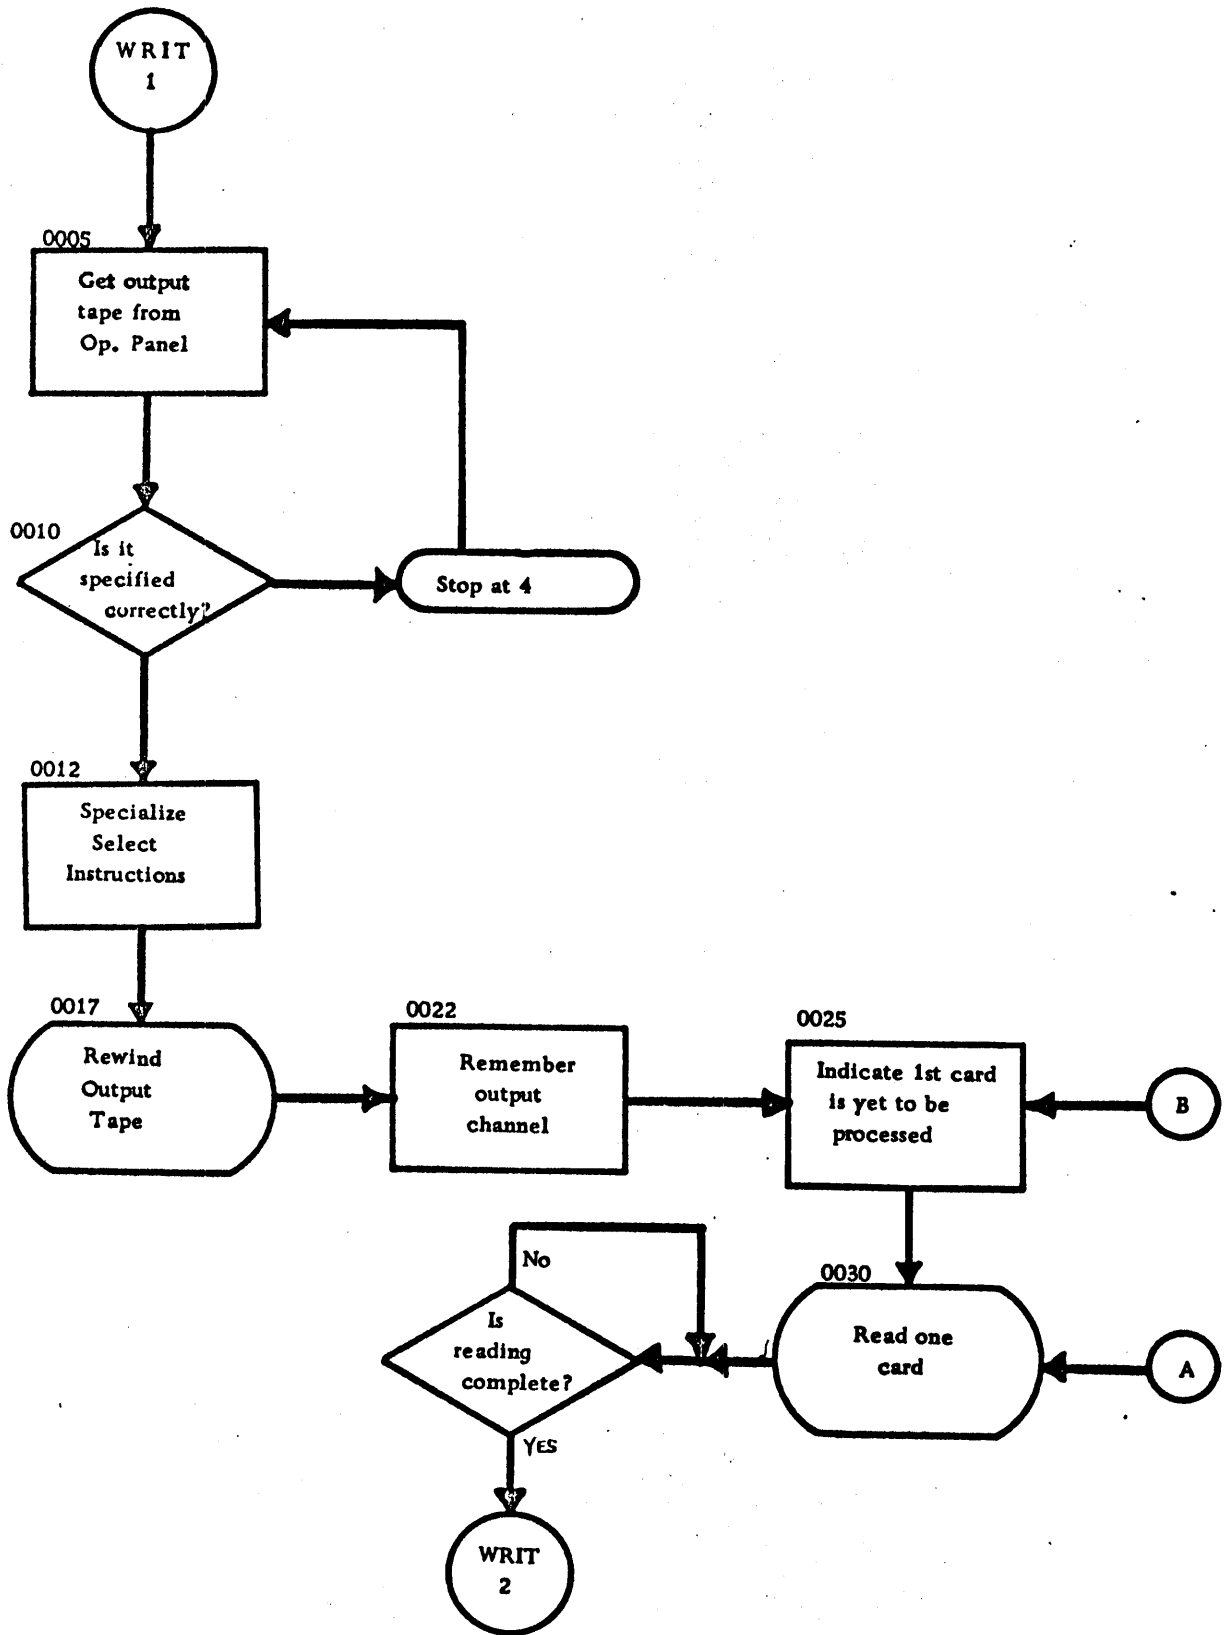 WRIT
1
0005
Get output
tape from
Op. Panel
0010
Is it
specified
correctly?
Stop at 4
0012
Specialize
Select
Instructions
0017
Rewind
Output
Tape
0022
Remember
output
channel
0025
Indicate 1st card
is yet to be
processed
B
No
Is
reading
complete?
YES
0030
Read one
card
A
WRIT
2